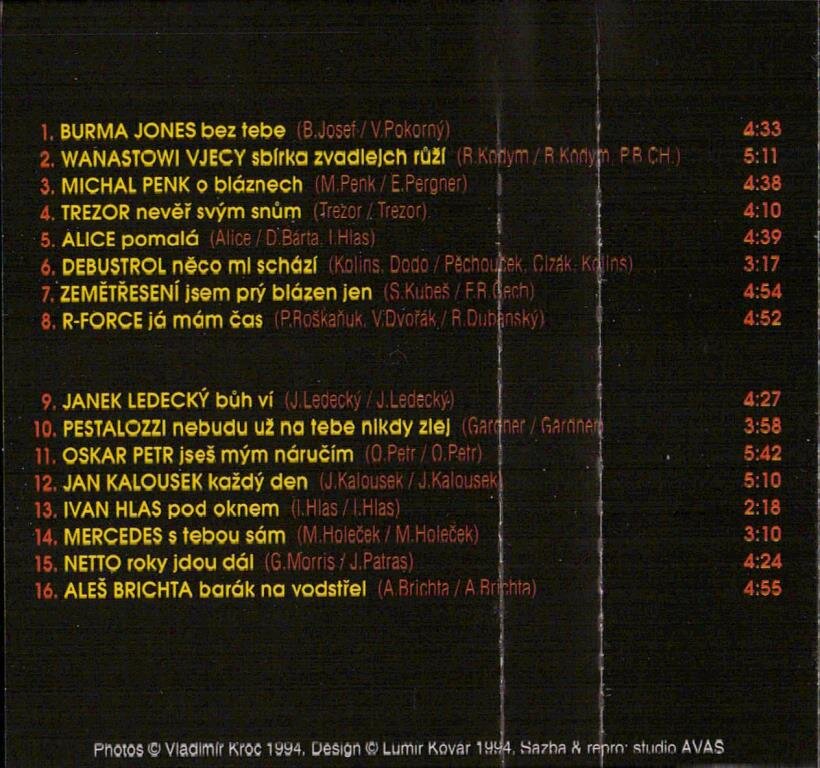 1. BURMA JONES bez tebe (B.Josef / V.Pokorný) 4:33
2. WANASTOWI VJECY sbírka zvadlejch růží (R.Kodym / R.Kodym, P.B.CH.) 5:11
3. MICHAL PENK o bláznech (M.Penk / E.Pergner) 4:38
4. TREZOR nevěř svým snům (Trezor / Trezor) 4:10
5. ALICE pomalá (Alice / D.Bárta, I.Hlas) 4:39
6. DEBUSTROL něco mi schází (Kolins, Dodo / Pěchouček, Cizák, Kolins) 3:17
7. ZEMĚTŘESENÍ jsem prý blázen jen (S.Kubeš / F.R.Čech) 4:54
8. R-FORCE já mám čas (P.Roškaňuk, V.Dvořák / R.Dubanský) 4:52
9. JANEK LEDECKÝ bůh ví (J.Ledecký / J.Ledecký) 4:27
10. PESTALOZZI nebudu už na tebe nikdy zlej (Gardner / Gardner) 3:58
11. OSKAR PETR jseš mým náručím (O.Petr / O.Petr) 5:42
12. JAN KALOUSEK každý den (J.Kalousek / J.Kalousek) 5:10
13. IVAN HLAS pod oknem (I.Hlas / I.Hlas) 2:18
14. MERCEDES s tebou sám (M.Holeček / M.Holeček) 3:10
15. NETTO roky jdou dál (G.Morris / J.Patras) 4:24
16. ALEŠ BRICHTA barák na vodstřel (A.Brichta / A.Brichta) 4:55
Photos © Vladimír Kroc 1994, Design © Lumír Kovár 1994, Sazba & repro: studio AVAS